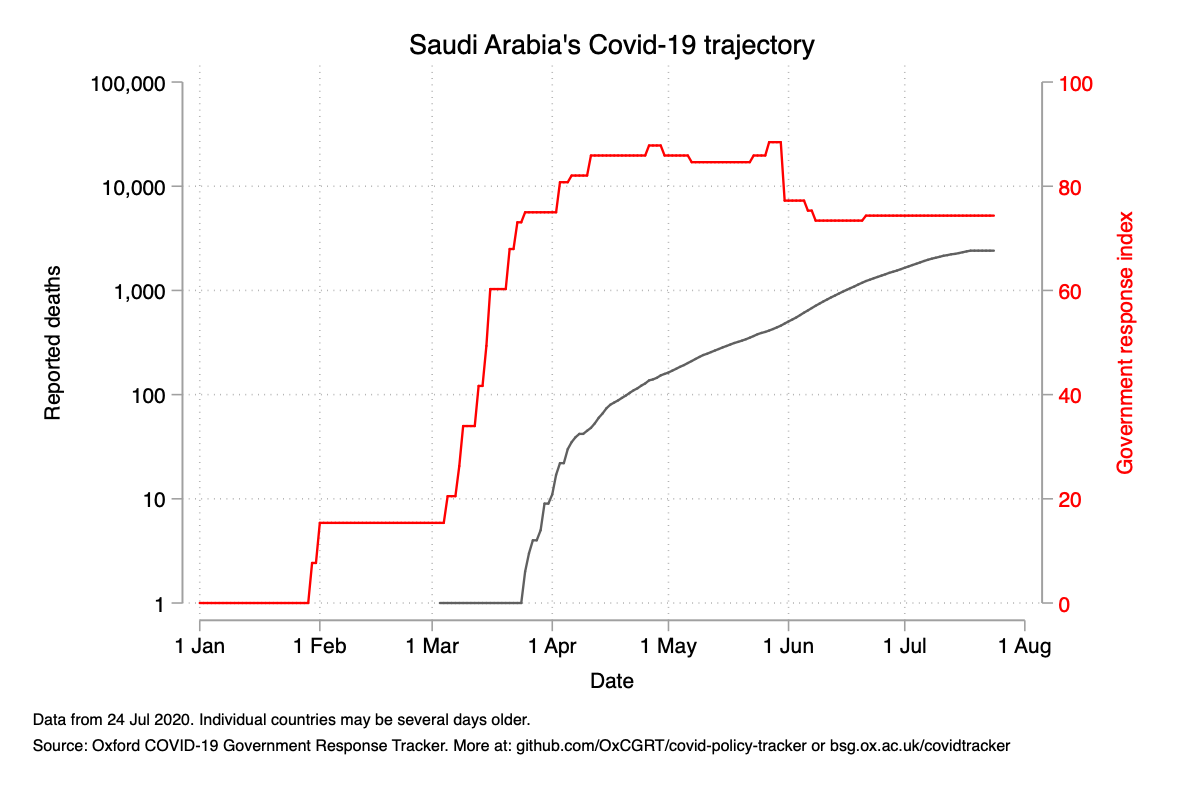 Saudi Arabia's Covid-19 trajectory
100,000
10,000
1,000
100
10
1
Reported deaths
100
80
60
40
20
0
Government response index
1 Jan
1 Feb
1 Mar
1 Apr
1 May
1 Jun
1 Jul
1 Aug
Date
Data from 24 Jul 2020. Individual countries may be several days older.
Source: Oxford COVID-19 Government Response Tracker. More at: github.com/OxCGRT/covid-policy-tracker or bsg.ox.ac.uk/covidtracker